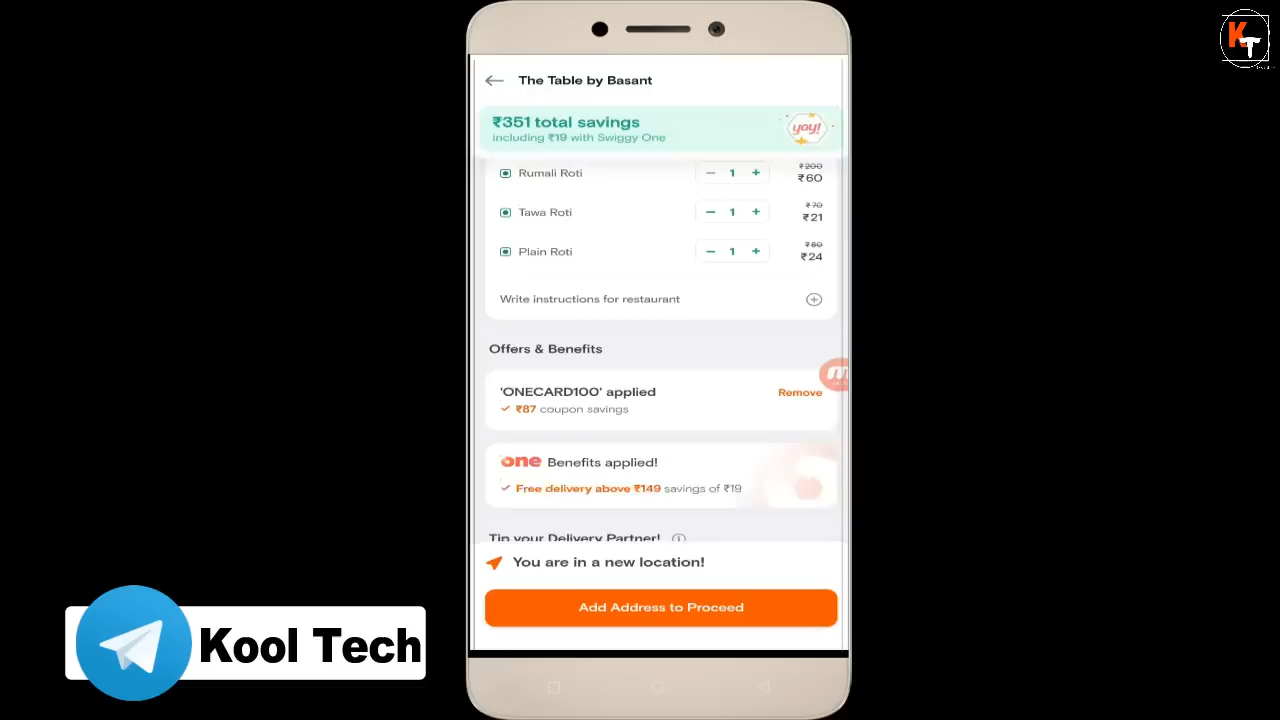 KT
The Table by Basant
₹351 total savings
including ₹19 with Swiggy One
yay!
Rumali Roti - 1 + ₹200
₹60
Tawa Roti - 1 + ₹70
₹21
Plain Roti - 1 + ₹80
₹24
Write instructions for restaurant
Offers & Benefits
'ONECARD100' applied Remove
₹87 coupon savings
one Benefits applied!
Free delivery above ₹149 savings of ₹19
Tip your Delivery Partner!
You are in a new location!
Add Address to Proceed
Kool Tech